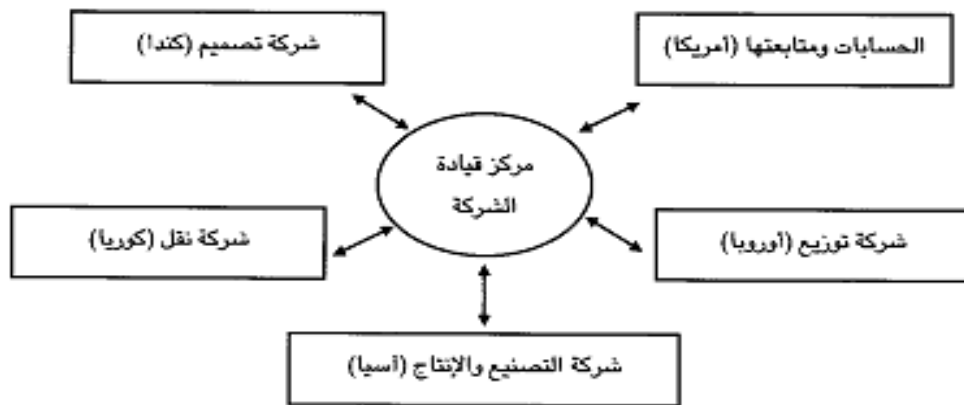 الحسابات ومتابعتها (أمريكا)
شركة تصميم (كندا)
مركز قيادة
الشركة
شركة توزيع (أوروبا)
شركة نقل (كوريا)
شركة التصنيع والإنتاج (آسيا)